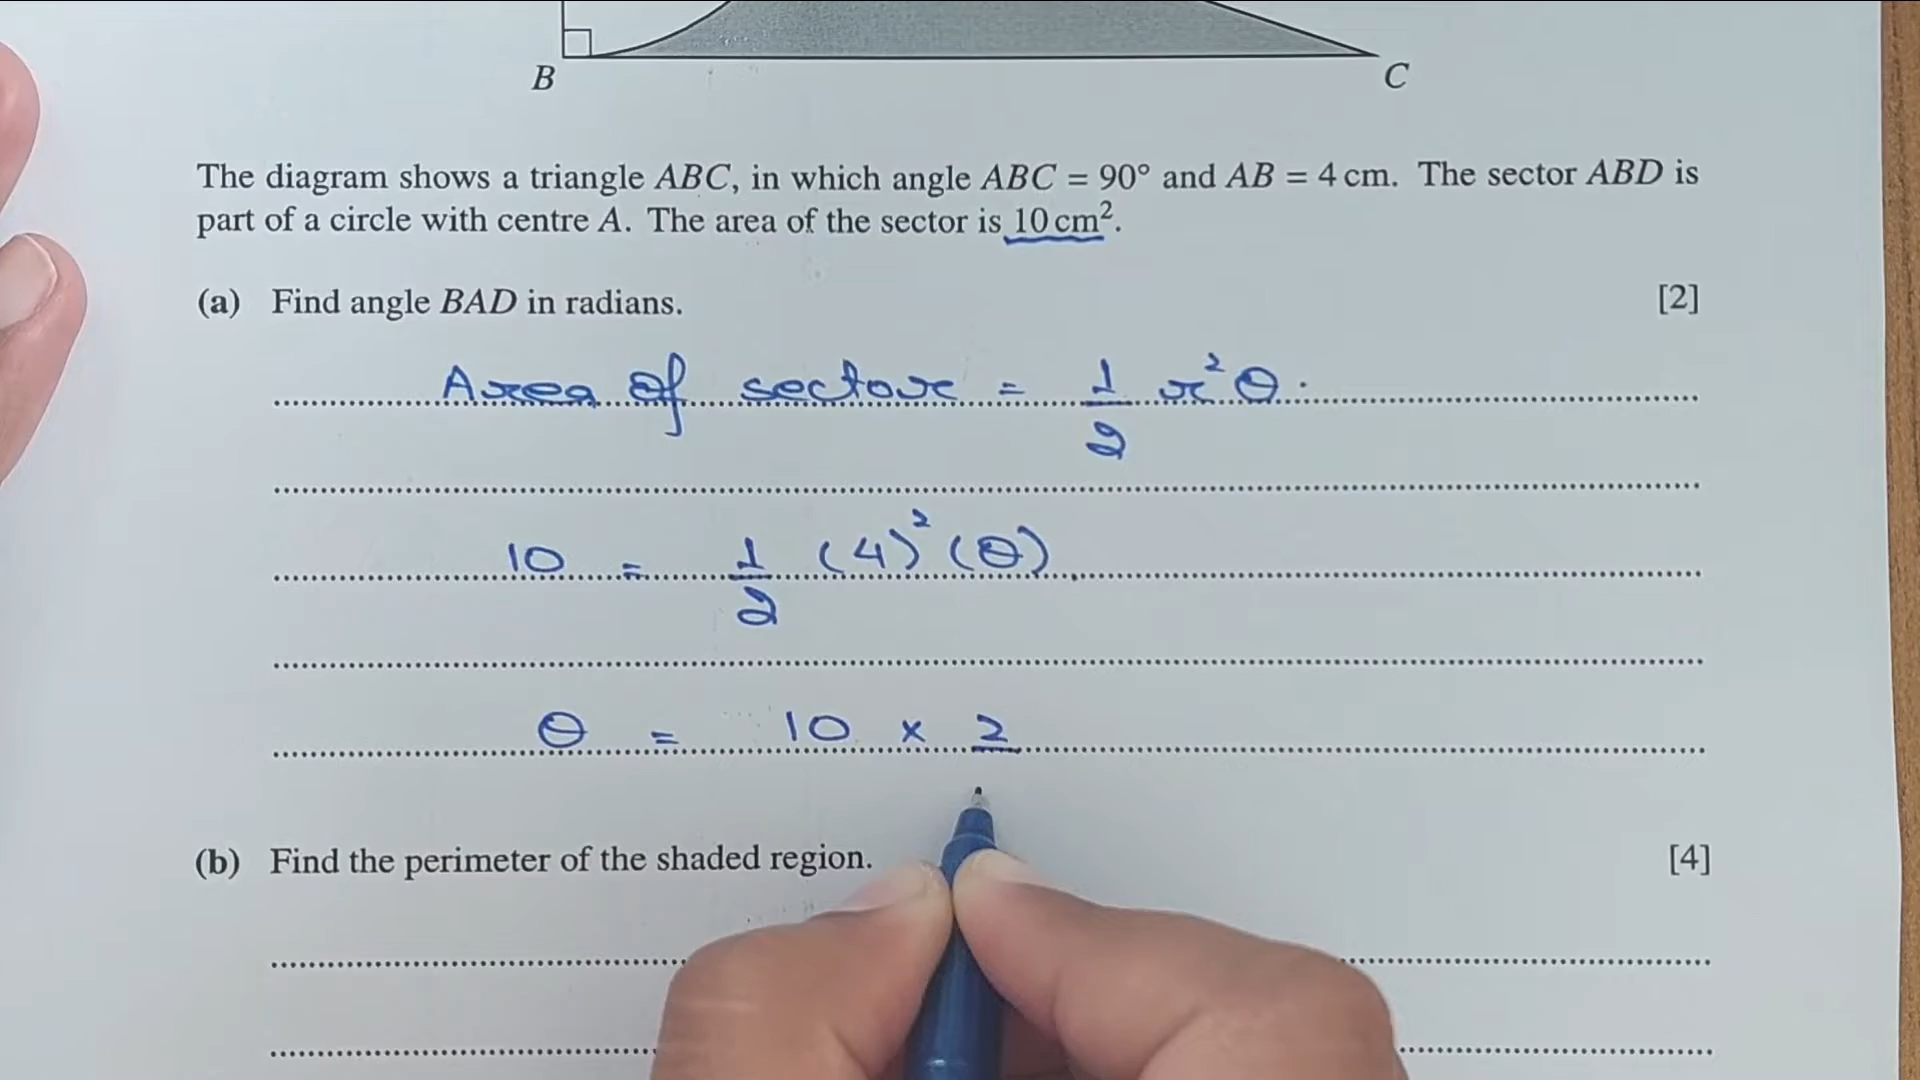 B C
The diagram shows a triangle ABC, in which angle ABC = 90° and AB = 4 cm. The sector ABD is
part of a circle with centre A. The area of the sector is 10 cm².
(a) Find angle BAD in radians. [2]
Area of sector = 1/2 r²θ.
10 = 1/2 (4)² (θ)
θ = 10 × 2
(b) Find the perimeter of the shaded region. [4]